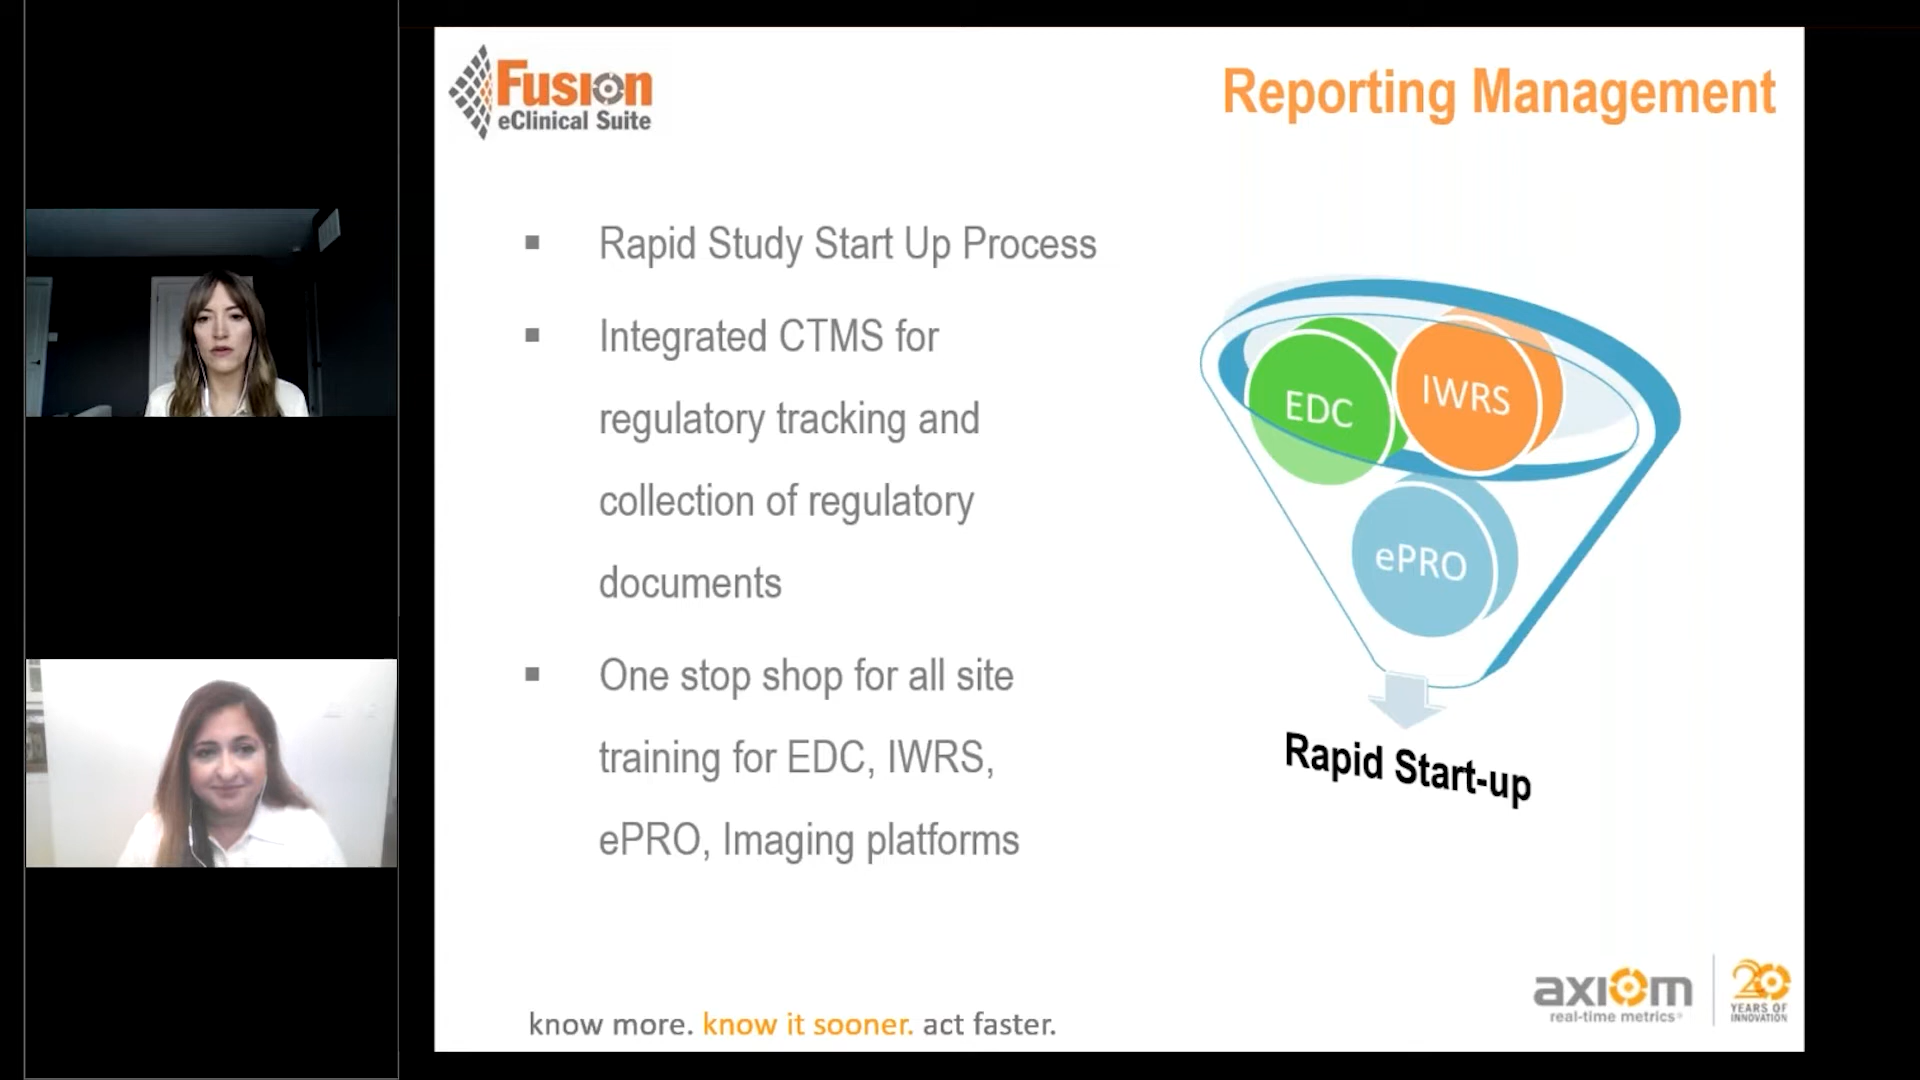 Fusion
eClinical Suite
Reporting Management
▪ Rapid Study Start Up Process
▪ Integrated CTMS for
regulatory tracking and
collection of regulatory
documents
▪ One stop shop for all site
training for EDC, IWRS,
ePRO, Imaging platforms
EDC
IWRS
ePRO
Rapid Start-up
know more. know it sooner. act faster.
axiom
real-time metrics®
20
YEARS OF
INNOVATION